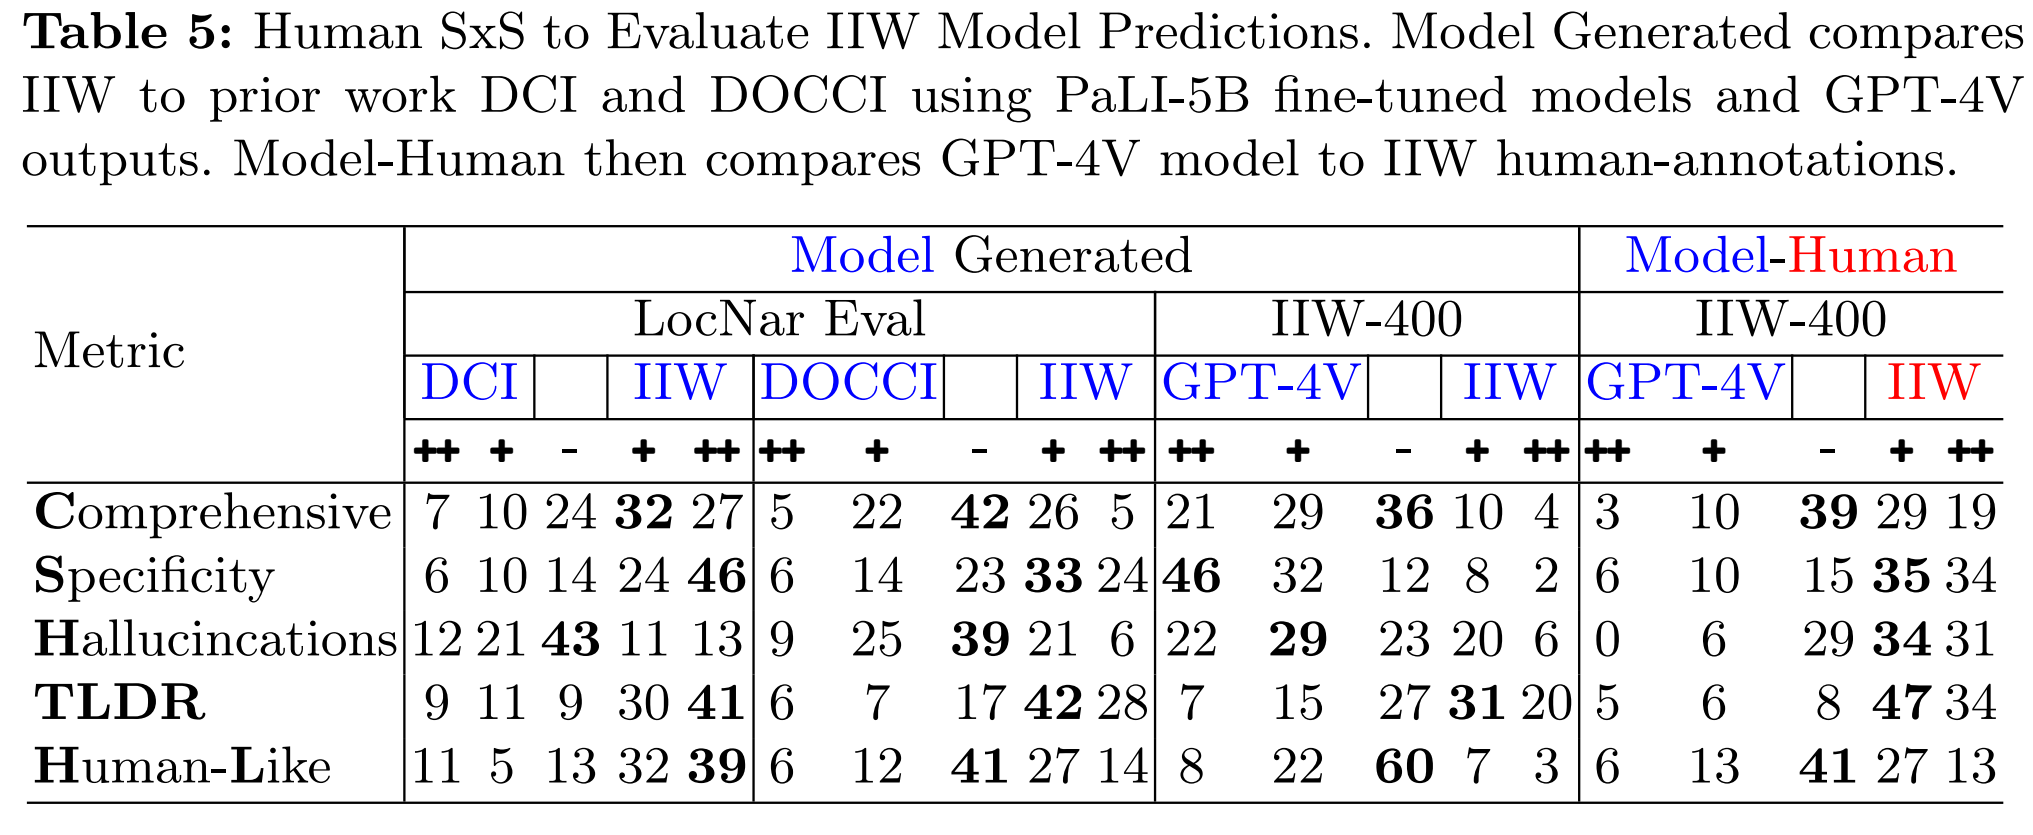 Table 5: Human SxS to Evaluate IIW Model Predictions. Model Generated compares
IIW to prior work DCI and DOCCI using PaLI-5B fine-tuned models and GPT-4V
outputs. Model-Human then compares GPT-4V model to IIW human-annotations.
Metric
Model Generated Model-Human
LocNar Eval IIW-400 IIW-400
DCI IIW DOCCI IIW GPT-4V IIW GPT-4V IIW
++ + - + ++ ++ + - + ++ ++ + - + ++ ++ + - + ++
Comprehensive 7 10 24 32 27 5 22 42 26 5 21 29 36 10 4 3 10 39 29 19
Specificity 6 10 14 24 46 6 14 23 33 24 46 32 12 8 2 6 10 15 35 34
Hallucincations 12 21 43 11 13 9 25 39 21 6 22 29 23 20 6 0 6 29 34 31
TLDR 9 11 9 30 41 6 7 17 42 28 7 15 27 31 20 5 6 8 47 34
Human-Like 11 5 13 32 39 6 12 41 27 14 8 22 60 7 3 6 13 41 27 13